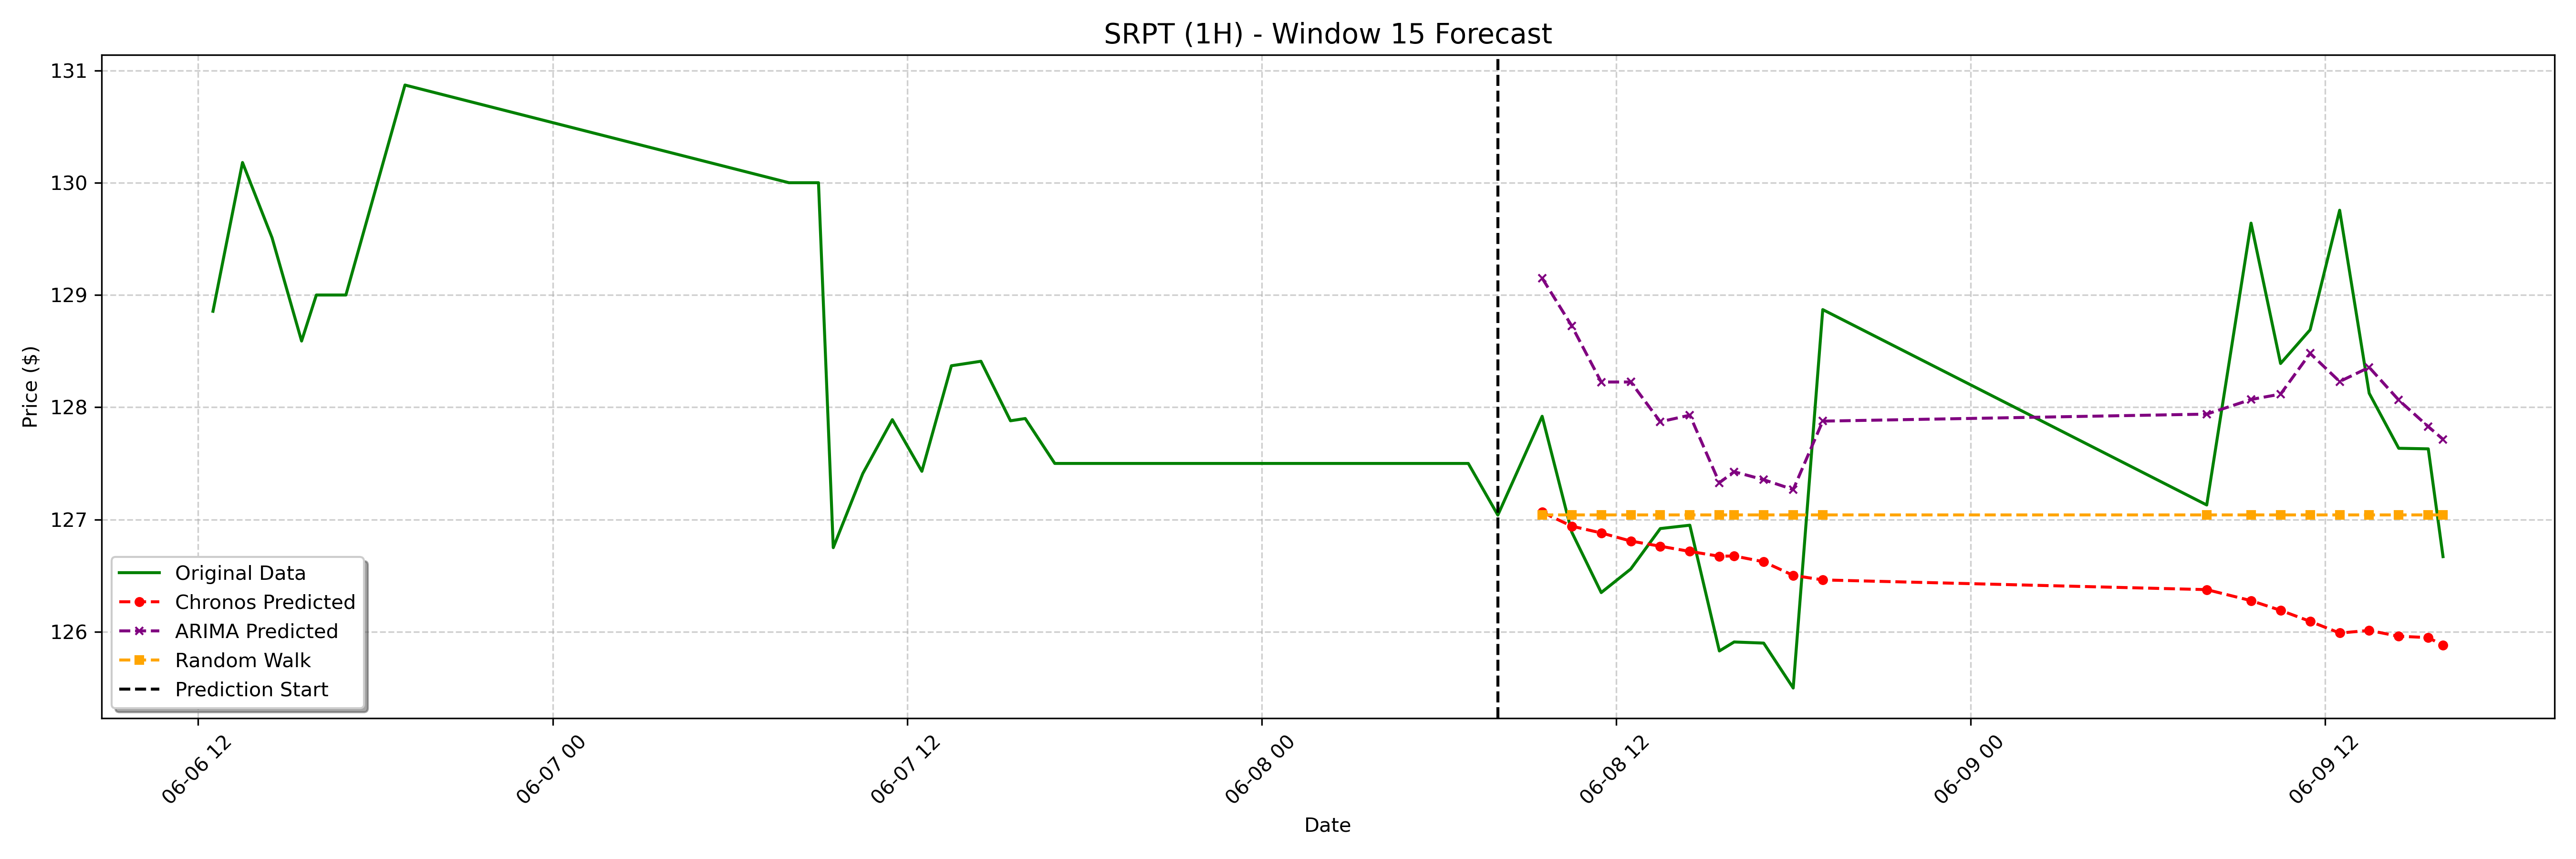 SRPT (1H) - Window 15 Forecast
Price ($)
131
130
129
128
127
126
Original Data
Chronos Predicted
ARIMA Predicted
Random Walk
Prediction Start
06-06 12
06-07 00
06-07 12
06-08 00
06-08 12
06-09 00
06-09 12
Date